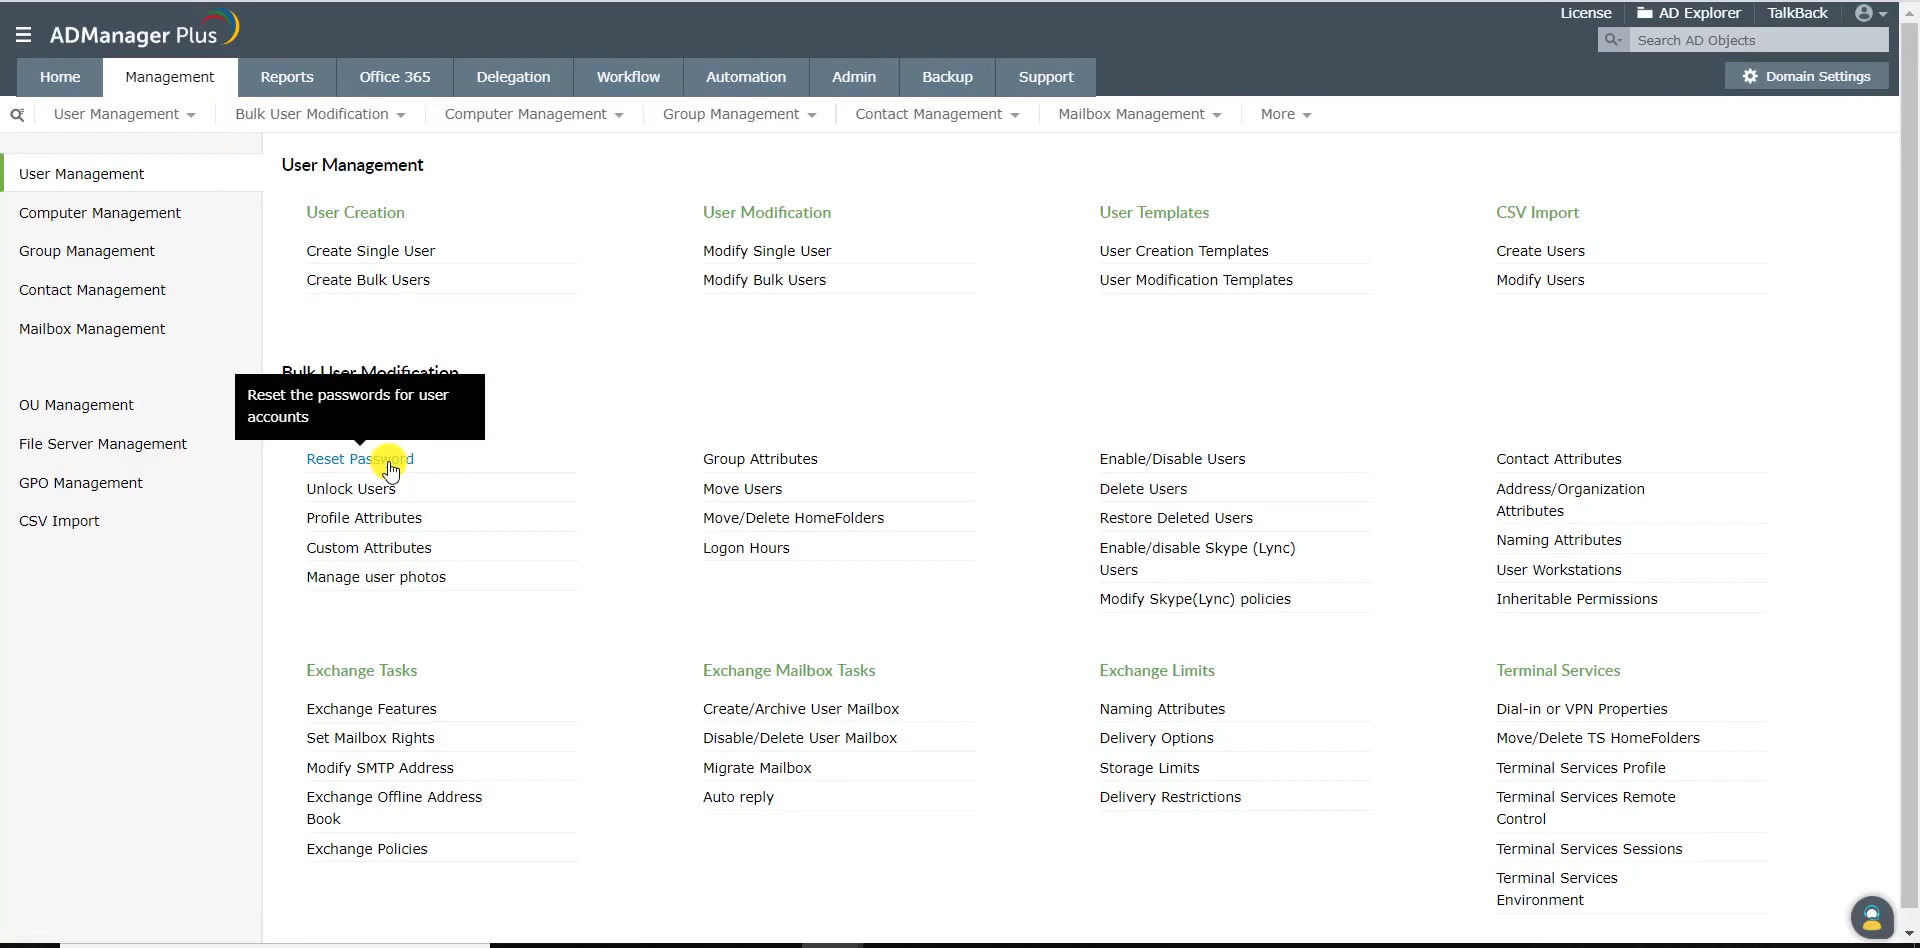 License
AD Explorer
TalkBack
ADManager Plus
Search AD Objects
Home
Management
Reports
Office 365
Delegation
Workflow
Automation
Admin
Backup
Support
Domain Settings
User Management
Bulk User Modification
Computer Management
Group Management
Contact Management
Mailbox Management
More
User Management
Computer Management
Group Management
Contact Management
Mailbox Management
OU Management
File Server Management
GPO Management
CSV Import
User Management
User Creation
Create Single User
Create Bulk Users
User Modification
Modify Single User
Modify Bulk Users
User Templates
User Creation Templates
User Modification Templates
CSV Import
Create Users
Modify Users
Bulk User Modification
Reset the passwords for user
accounts
Reset Password
Unlock Users
Profile Attributes
Custom Attributes
Manage user photos
Group Attributes
Move Users
Move/Delete HomeFolders
Logon Hours
Enable/Disable Users
Delete Users
Restore Deleted Users
Enable/disable Skype (Lync)
Users
Modify Skype(Lync) policies
Contact Attributes
Address/Organization
Attributes
Naming Attributes
User Workstations
Inheritable Permissions
Exchange Tasks
Exchange Features
Set Mailbox Rights
Modify SMTP Address
Exchange Offline Address
Book
Exchange Policies
Exchange Mailbox Tasks
Create/Archive User Mailbox
Disable/Delete User Mailbox
Migrate Mailbox
Auto reply
Exchange Limits
Naming Attributes
Delivery Options
Storage Limits
Delivery Restrictions
Terminal Services
Dial-in or VPN Properties
Move/Delete TS HomeFolders
Terminal Services Profile
Terminal Services Remote
Control
Terminal Services Sessions
Terminal Services
Environment